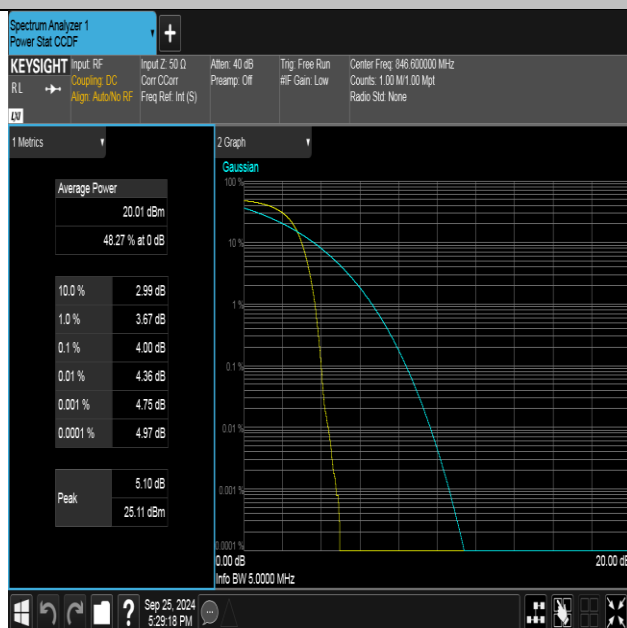 Spectrum Analyzer 1
Power Stat CCDF
KEYSIGHT
RL
LXI
Input: RF
Coupling: DC
Align: Auto/No RF
Input Z: 50 Ω
Corr CCorr
Freq Ref: Int (S)
Atten: 40 dB
Preamp: Off
Trig: Free Run
#IF Gain: Low
Center Freq: 846.600000 MHz
Counts: 1.00 M/1.00 Mpt
Radio Std: None
1 Metrics
Average Power
20.01 dBm
48.27 % at 0 dB
10.0 % 2.99 dB
1.0 % 3.67 dB
0.1 % 4.00 dB
0.01 % 4.36 dB
0.001 % 4.75 dB
0.0001 % 4.97 dB
Peak
5.10 dB
25.11 dBm
2 Graph
Gaussian
100 %
10 %
1 %
0.1 %
0.01 %
0.001 %
0.0001 %
0.00 dB
20.00 dB
Info BW 5.0000 MHz
?
Sep 25, 2024
5:29:18 PM